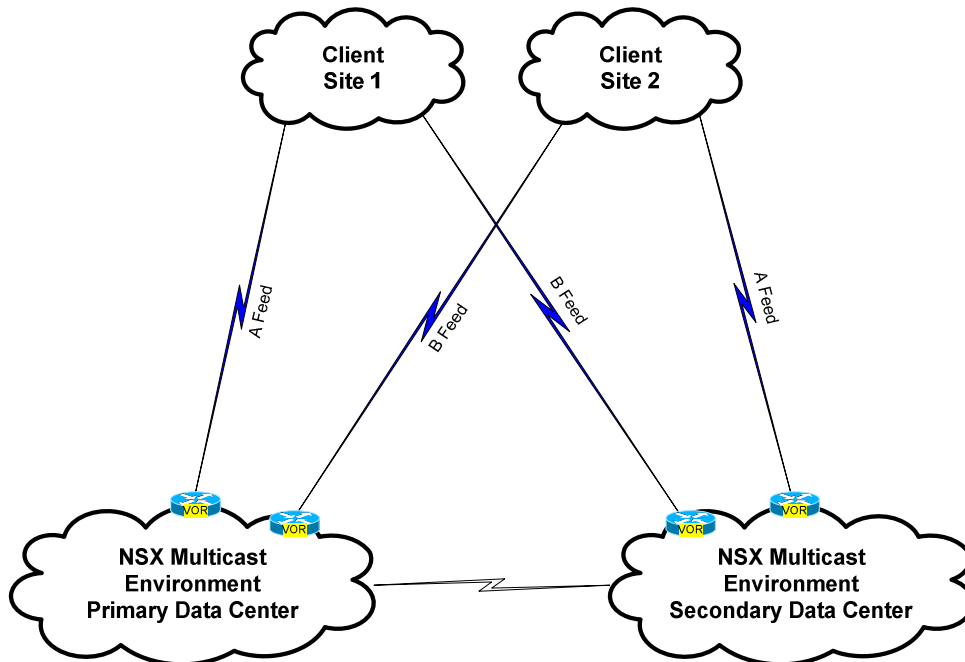 Client
Site 1
Client
Site 2
A Feed
B Feed
B Feed
A Feed
VOR
VOR
VOR
VOR
NSX Multicast
Environment
Primary Data Center
NSX Multicast
Environment
Secondary Data Center